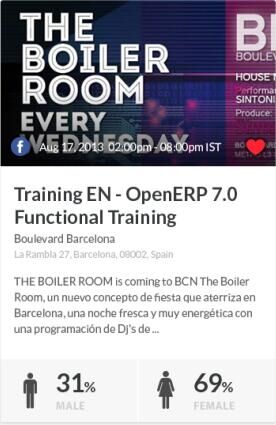 THE
BOILER
ROOM
EVERY
WEDNESDAY
B
BOULEV
HOUSE M
Performa
SINTONI
Produce:
SINTONI
BOULEV
f Aug 17, 2013 02:00pm - 08:00pm IST
Training EN - OpenERP 7.0
Functional Training
Boulevard Barcelona
La Rambla 27, Barcelona, 08002, Spain
THE BOILER ROOM is coming to BCN The Boiler
Room, un nuevo concepto de fiesta que aterriza en
Barcelona, una noche fresca y muy energética con
una programación de Dj's de ...
31%
MALE
69%
FEMALE